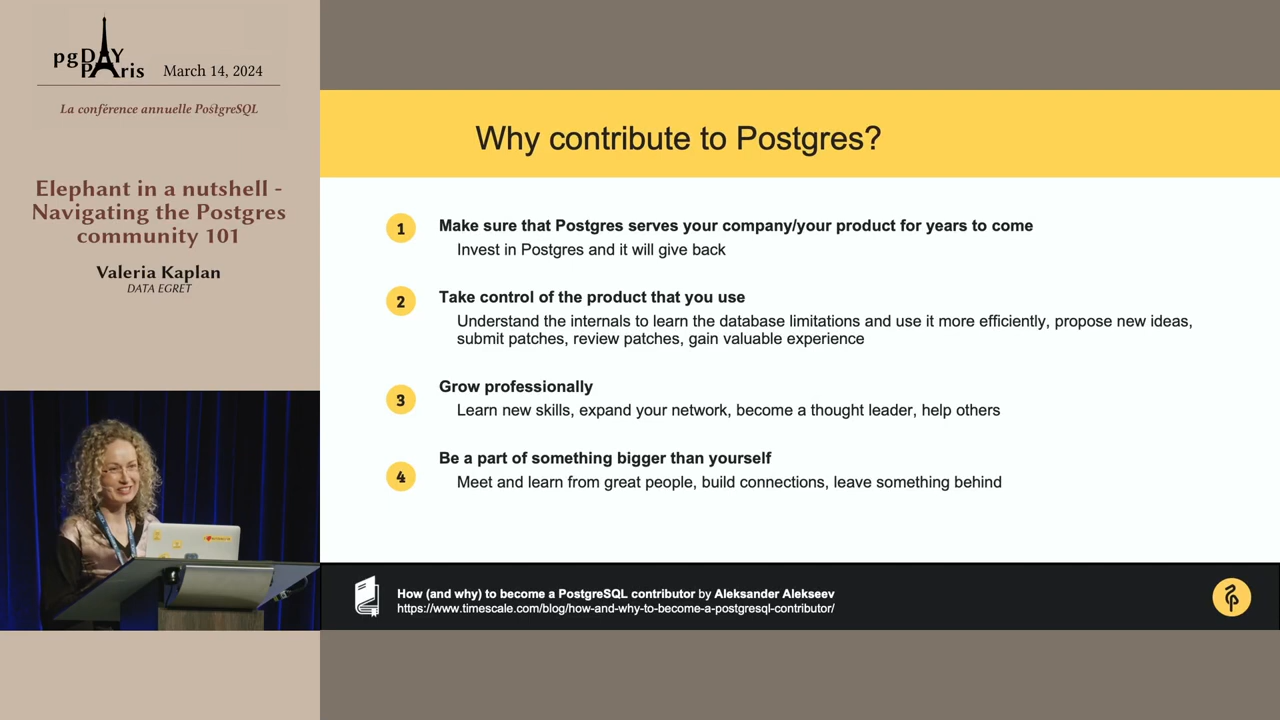 pgDAY PAris
March 14, 2024
La conférence annuelle PostgreSQL
Elephant in a nutshell -
Navigating the Postgres
community 101
Valeria Kaplan
DATA EGRET
Why contribute to Postgres?
1
Make sure that Postgres serves your company/your product for years to come
Invest in Postgres and it will give back
2
Take control of the product that you use
Understand the internals to learn the database limitations and use it more efficiently, propose new ideas,
submit patches, review patches, gain valuable experience
3
Grow professionally
Learn new skills, expand your network, become a thought leader, help others
4
Be a part of something bigger than yourself
Meet and learn from great people, build connections, leave something behind
How (and why) to become a PostgreSQL contributor by Aleksander Alekseev
https://www.timescale.com/blog/how-and-why-to-become-a-postgresql-contributor/